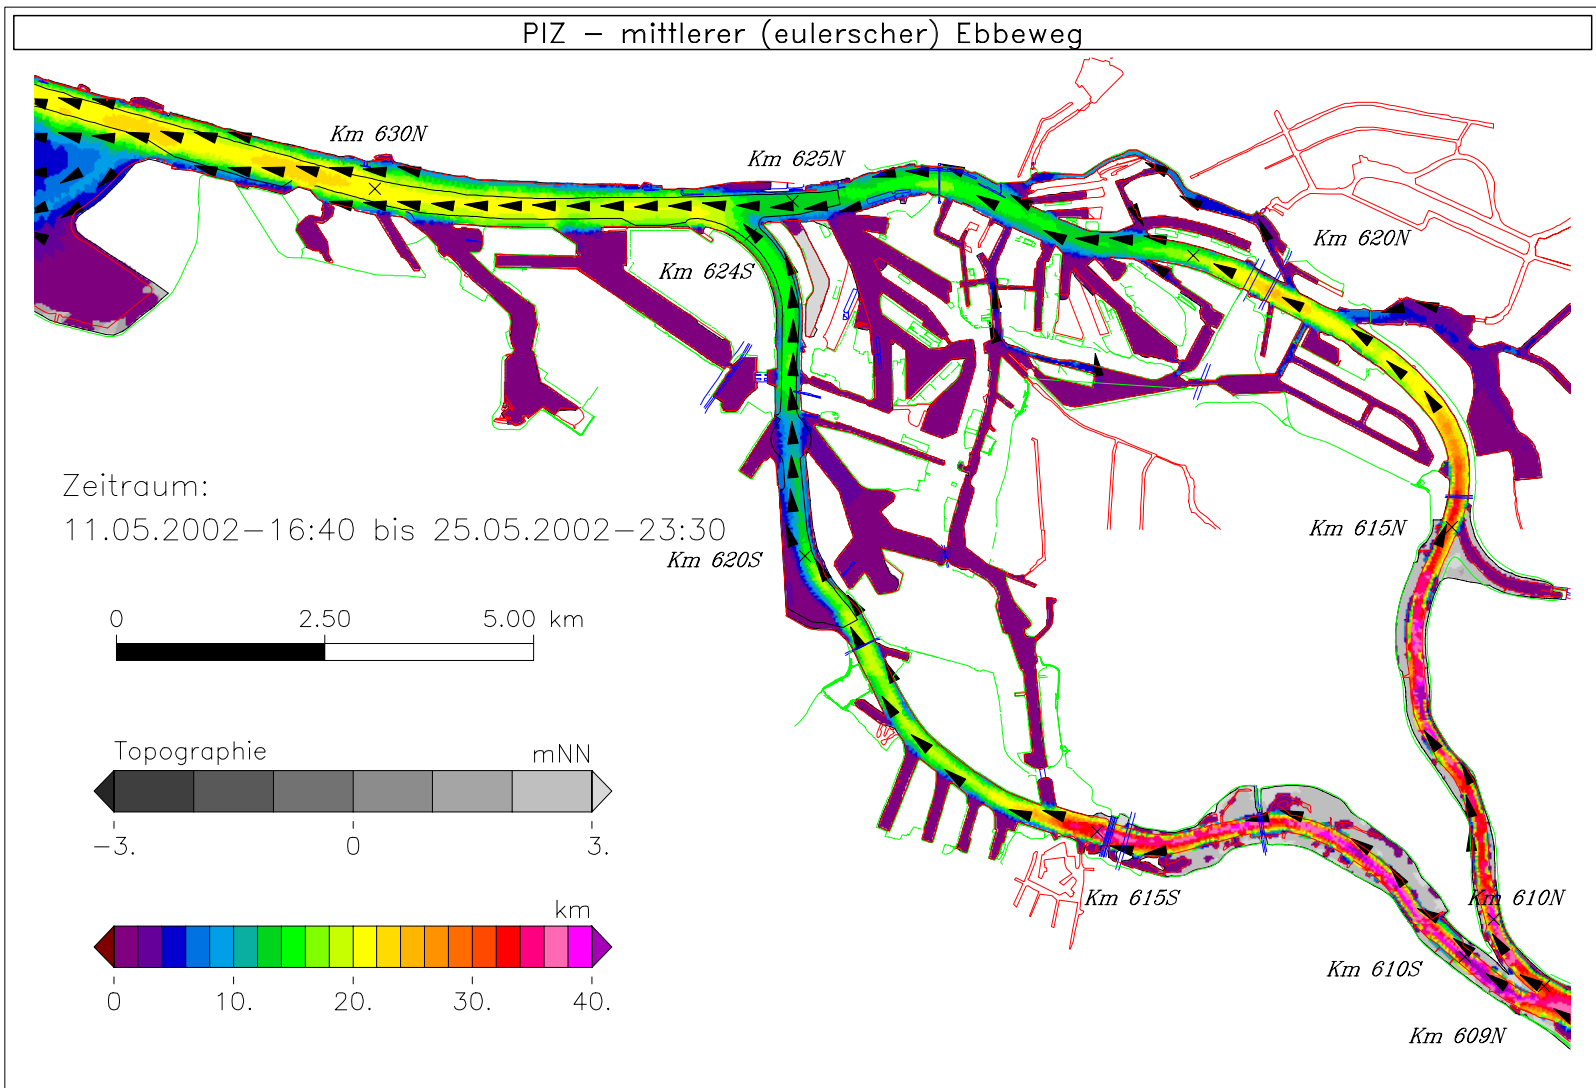 PIZ – mittlerer (eulerscher) Ebbeweg
Km 630N
Km 625N
Km 620N
Km 624S
Zeitraum:
11.05.2002–16:40 bis 25.05.2002–23:30
Km 615N
Km 620S
0 2.50 5.00 km
Topographie mNN
–3. 0 3.
Km 615S
Km 610N
km
Km 610S
0 10. 20. 30. 40.
Km 609N